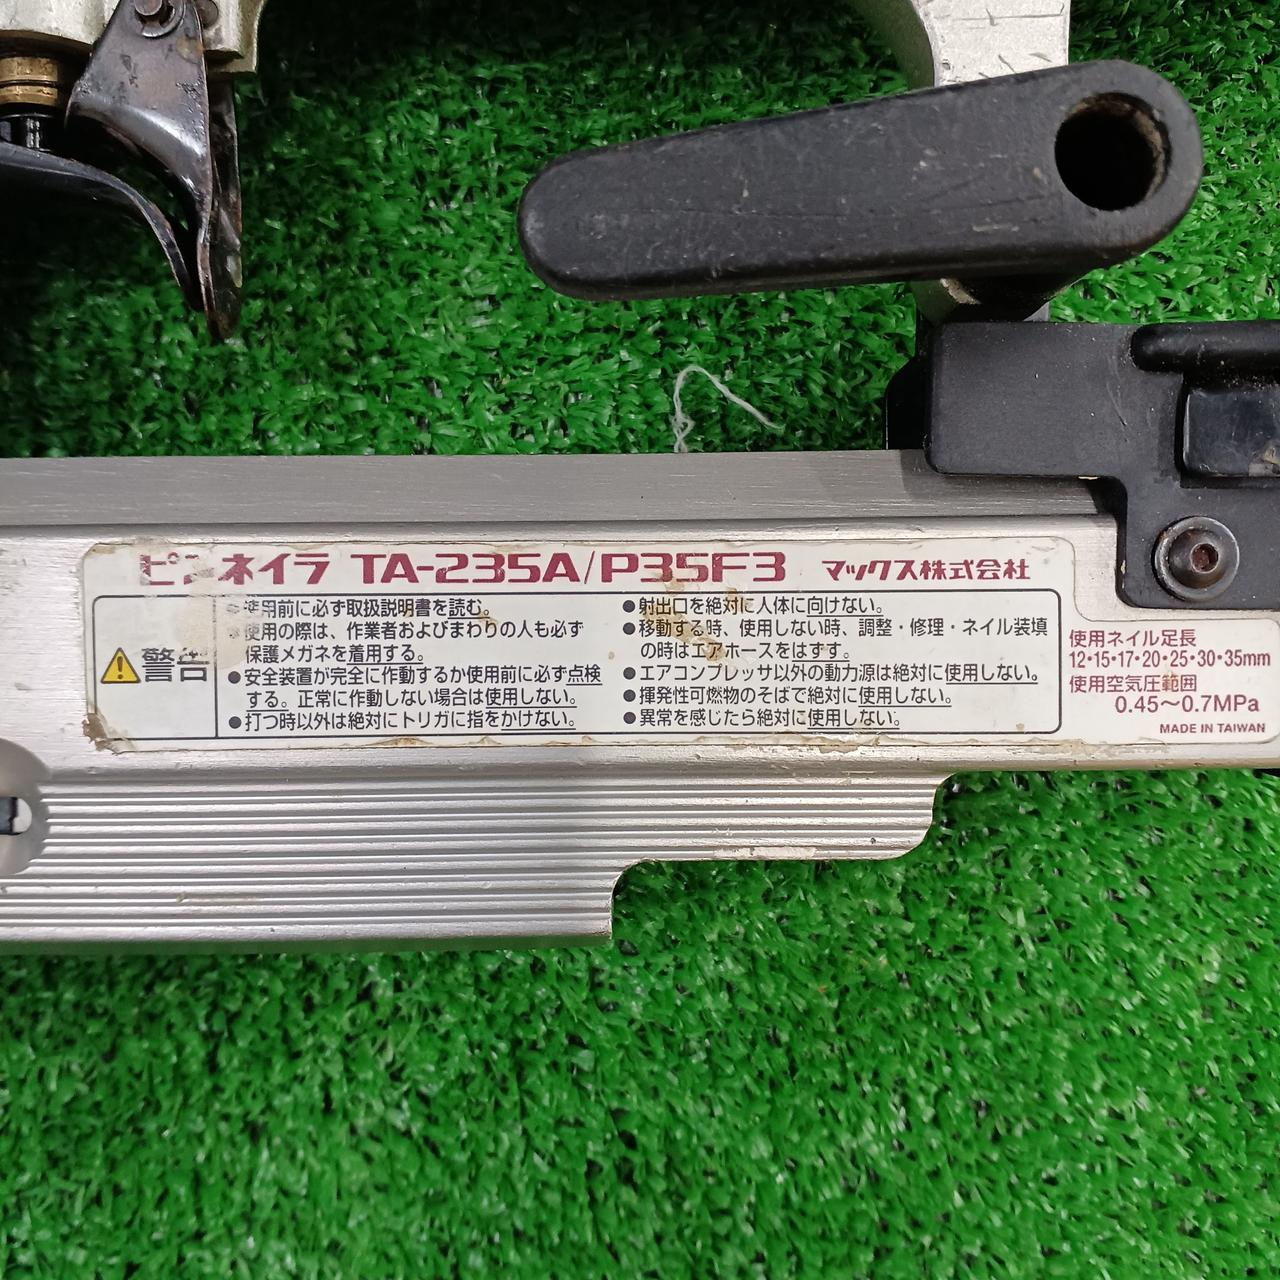 ピンネイラ TA-235A/P35F3 マックス株式会社
警告
●使用前に必ず取扱説明書を読む。
●使用の際は、作業者およびまわりの人も必ず
保護メガネを着用する。
●安全装置が完全に作動するか使用前に必ず点検
する。正常に作動しない場合は使用しない。
●打つ時以外は絶対にトリガに指をかけない。
●射出口を絶対に人体に向けない。
●移動する時、使用しない時、調整・修理・ネイル装填
の時はエアホースをはずす。
●エアコンプレッサ以外の動力源は絶対に使用しない。
●揮発性可燃物のそばで絶対に使用しない。
●異常を感じたら絶対に使用しない。
使用ネイル足長
12・15・17・20・25・30・35mm
使用空気圧範囲
0.45～0.7MPa
MADE IN TAIWAN